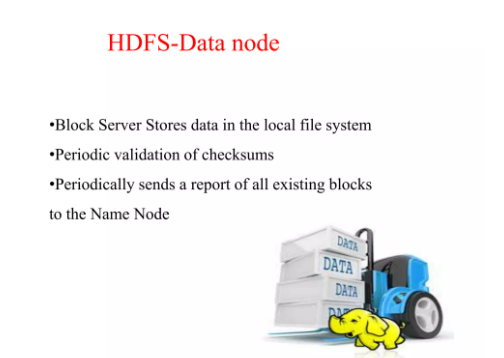 HDFS-Data node
•Block Server Stores data in the local file system
•Periodic validation of checksums
•Periodically sends a report of all existing blocks
to the Name Node
DATA
DATA
DATA
DATA